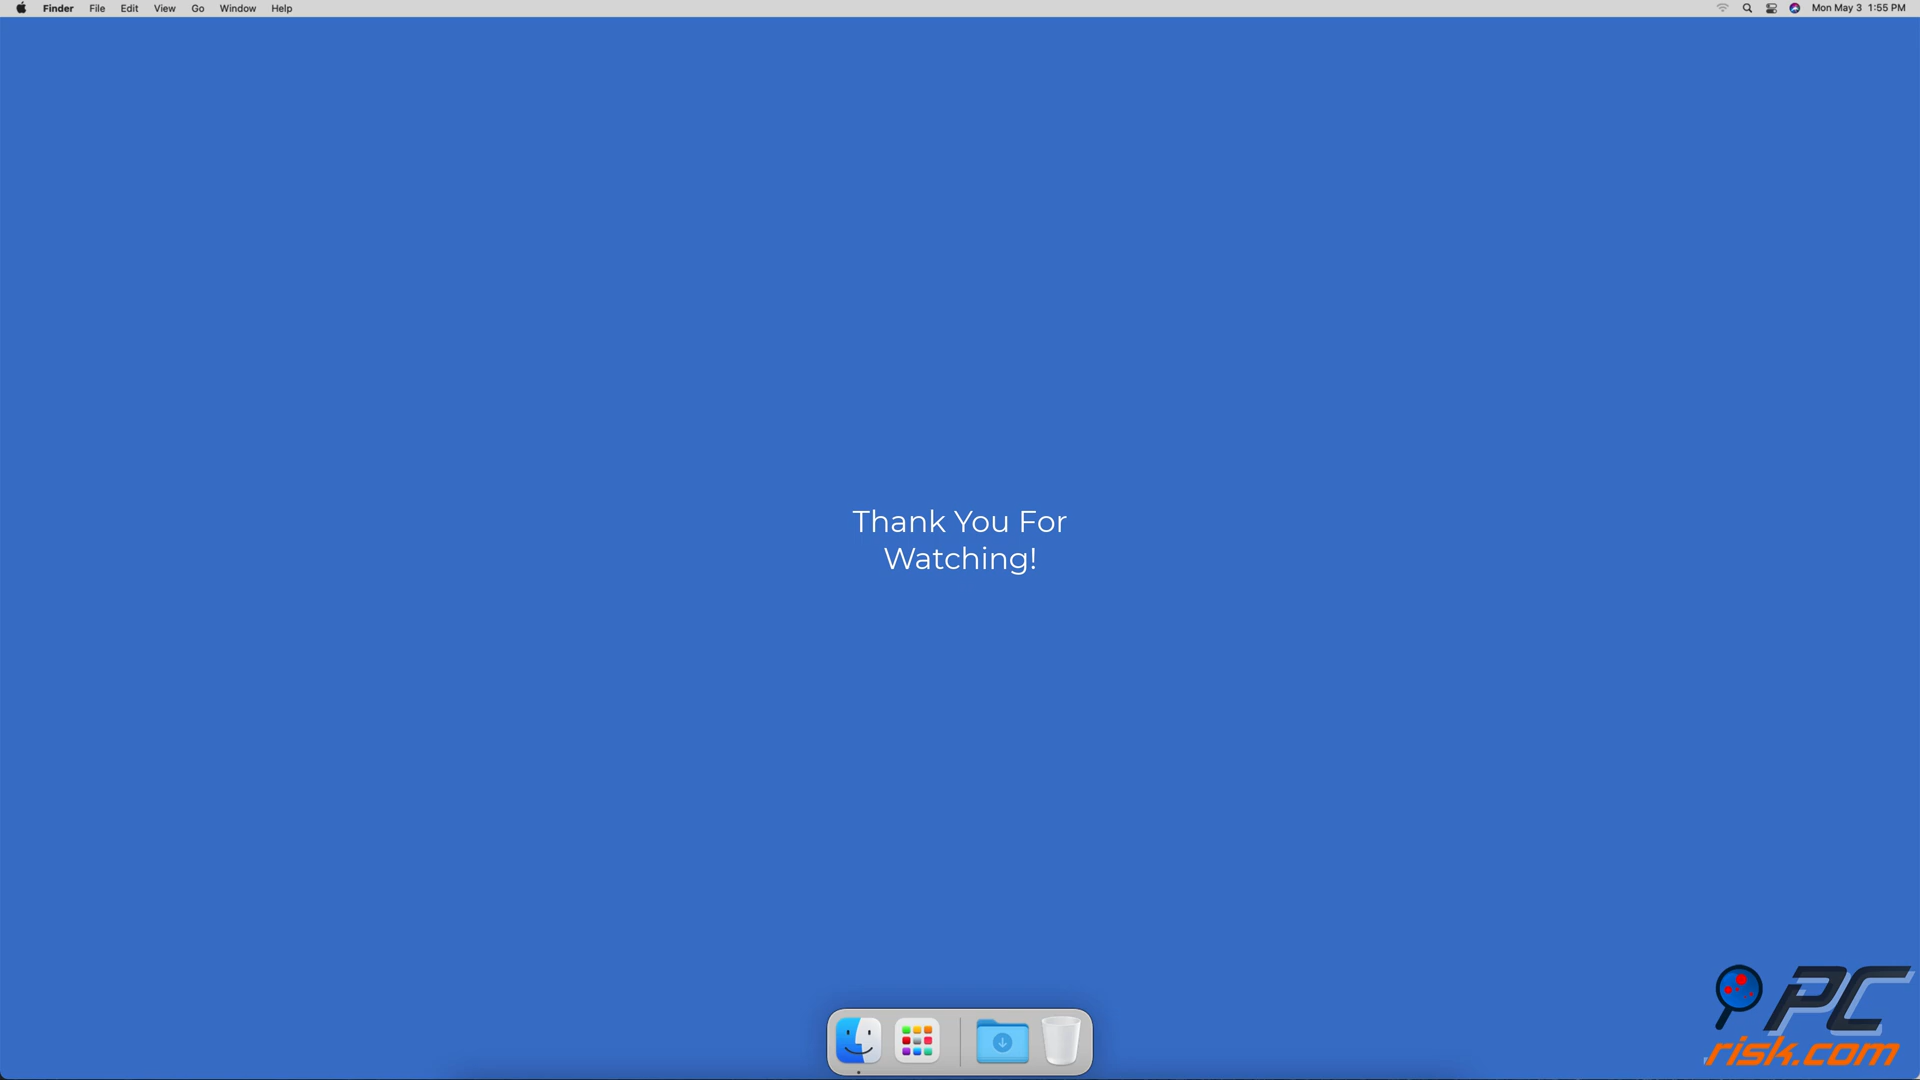 Finder File Edit View Go Window Help Mon May 3 1:55 PM
Thank You For
Watching!
PC
risk.com